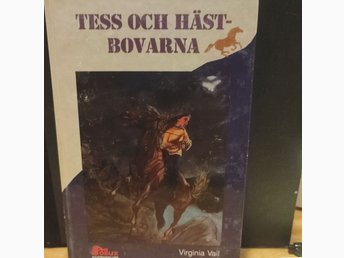 TESS OCH HÄST-
BOVARNA
Virginia Vail